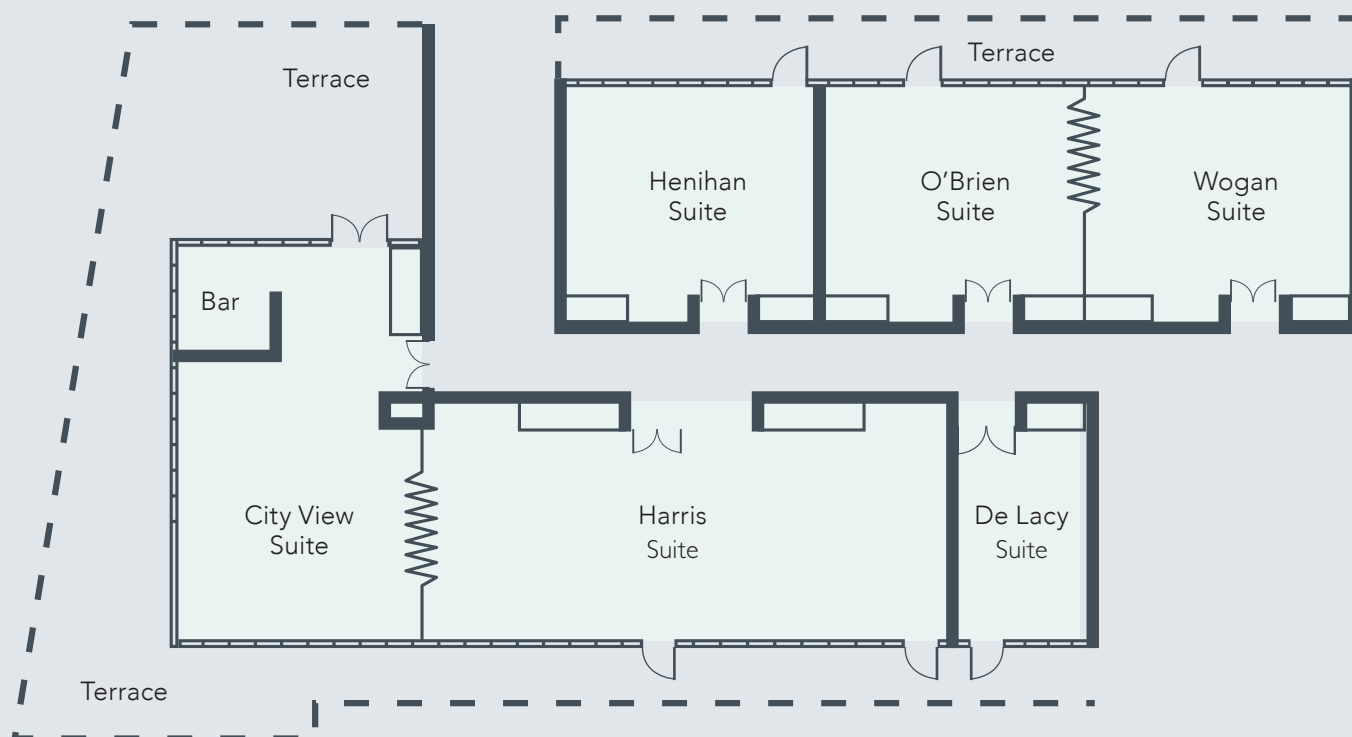 Terrace
Terrace
Henihan
Suite
O’Brien
Suite
Wogan
Suite
Bar
City View
Suite
Harris
Suite
De Lacy
Suite
Terrace